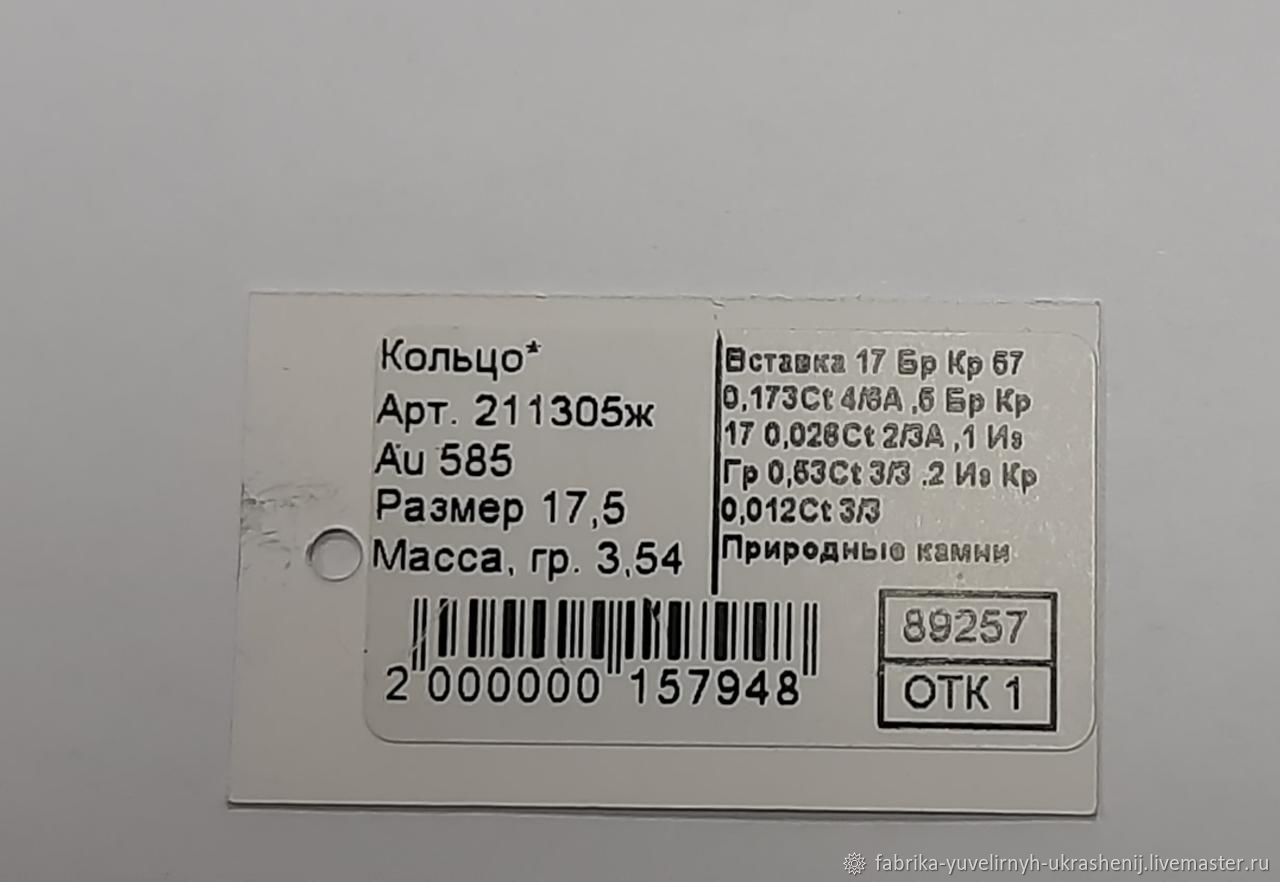 Кольцо*
Арт. 211305ж
Au 585
Размер 17,5
Масса, гр. 3,54
Вставка 17 Бр Кр 57
0,173Ct 4/6А ,5 Бр Кр
17 0,026Ct 2/3А ,1 Из
Гр 0,53Ct 3/3 .2 Из Кр
0,012Ct 3/3
Природные камни
2 000000 157948
89257
ОТК 1
fabrika-yuvelirnyh-ukrashenij.livemaster.ru